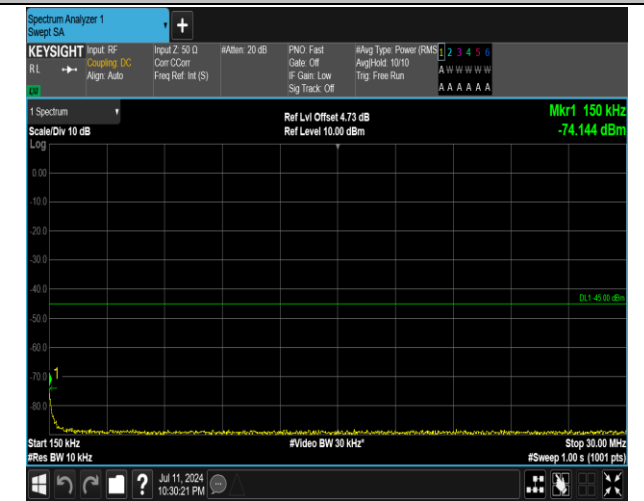 Spectrum Analyzer 1
Swept SA
+
KEYSIGHT Input: RF Input Z: 50 Ω #Atten: 20 dB PNO: Fast #Avg Type: Power (RMS 1 2 3 4 5 6
RL Coupling: DC Corr CCorr Gate: Off Avg|Hold: 10/10 A W W W W W
Align: Auto Freq Ref: Int (S) IF Gain: Low Trig: Free Run
Sig Track: Off A A A A A A
1 Spectrum Ref Lvl Offset 4.73 dB Mkr1 150 kHz
Scale/Div 10 dB Ref Level 10.00 dBm -74.144 dBm
Log
0.00
-10.0
-20.0
-30.0
-40.0
DL1 -45.00 dBm
-50.0
-60.0
-70.0 1
-80.0
Start 150 kHz #Video BW 30 kHz* Stop 30.00 MHz
#Res BW 10 kHz #Sweep 1.00 s (1001 pts)
? Jul 11, 2024
10:30:21 PM